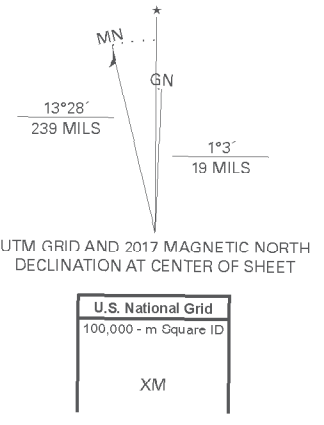 ★
MN
GN
13°28´
239 MILS
1°3´
19 MILS
UTM GRID AND 2017 MAGNETIC NORTH
DECLINATION AT CENTER OF SHEET
U.S. National Grid
100,000 - m Square ID
XM